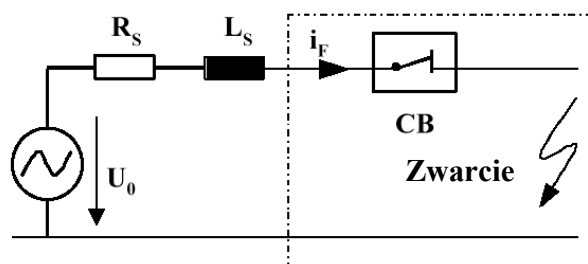 R_S
L_S
i_F
CB
Zwarcie
U_0